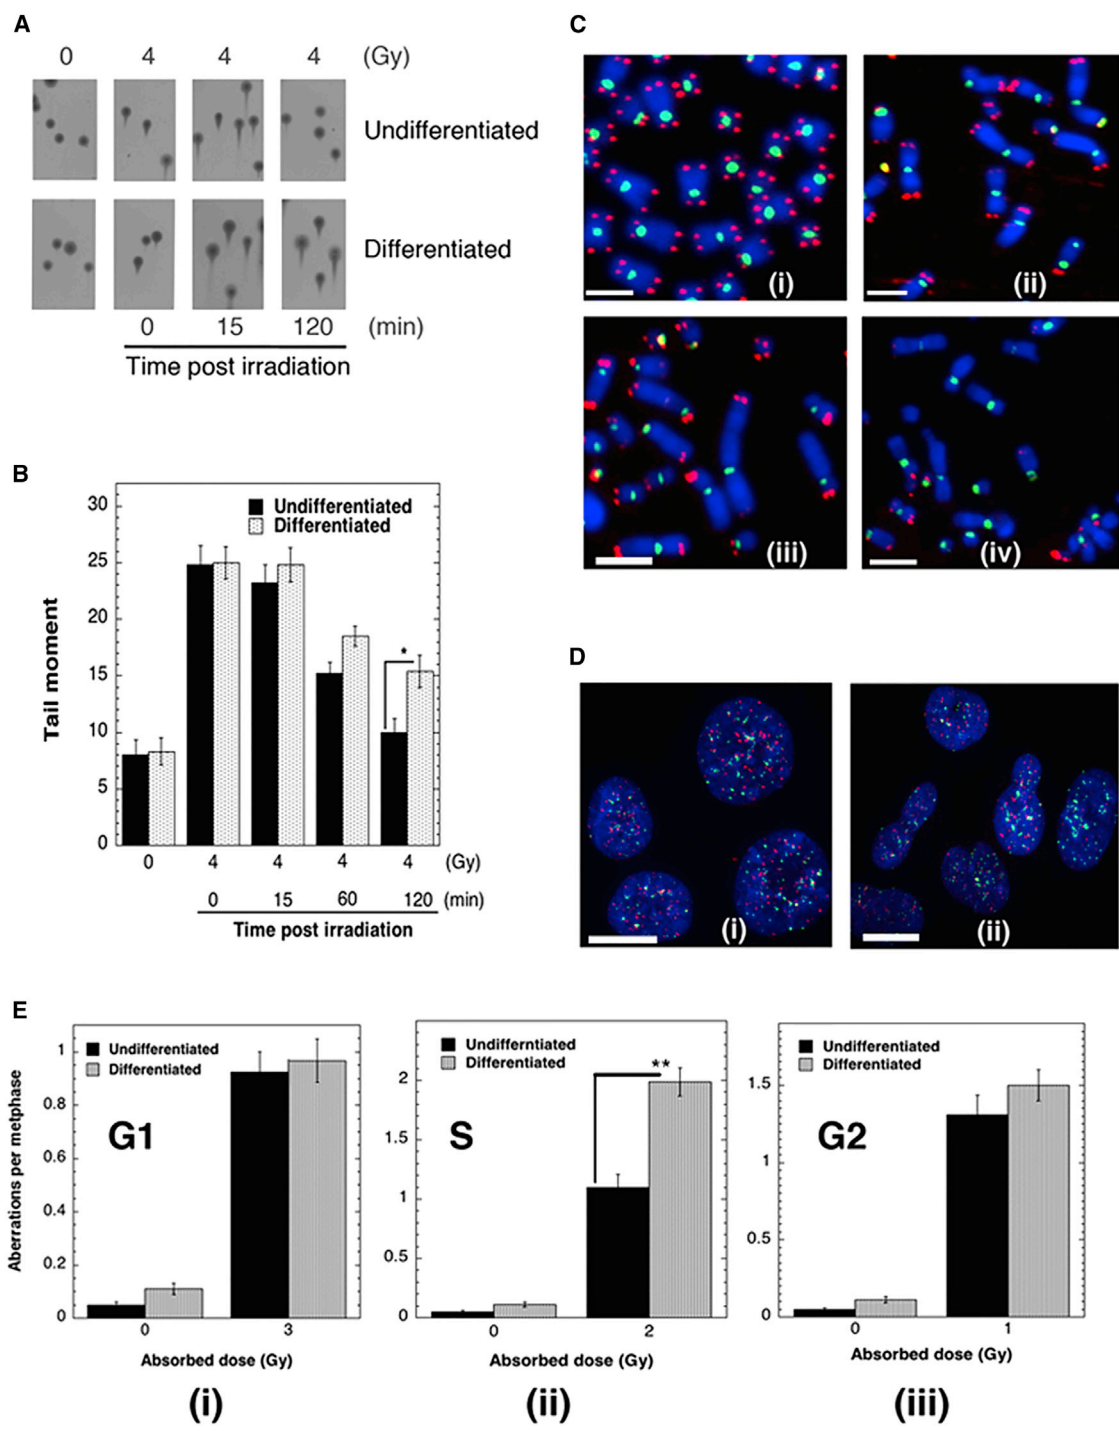 A
0 4 4 4 (Gy)
Undifferentiated
Differentiated
0 15 120 (min)
Time post irradiation
B
Undifferentiated
Differentiated
30
25
20
15
10
5
0
Tail moment
*
0 4 4 4 4 (Gy)
0 15 60 120 (min)
Time post irradiation
C
(i)
(ii)
(iii)
(iv)
D
(i)
(ii)
E
Aberrations per metphase
Undifferentiated
Differentiated
G1
1
0.8
0.6
0.4
0.2
0
0 3
Absorbed dose (Gy)
(i)
Undifferntiated
Differentiated
**
S
2
1.5
1
0.5
0
0 2
Absorbed dose (Gy)
(ii)
Undifferentiated
Differentiated
G2
1.5
1
0.5
0
0 1
Absorbed dose (Gy)
(iii)